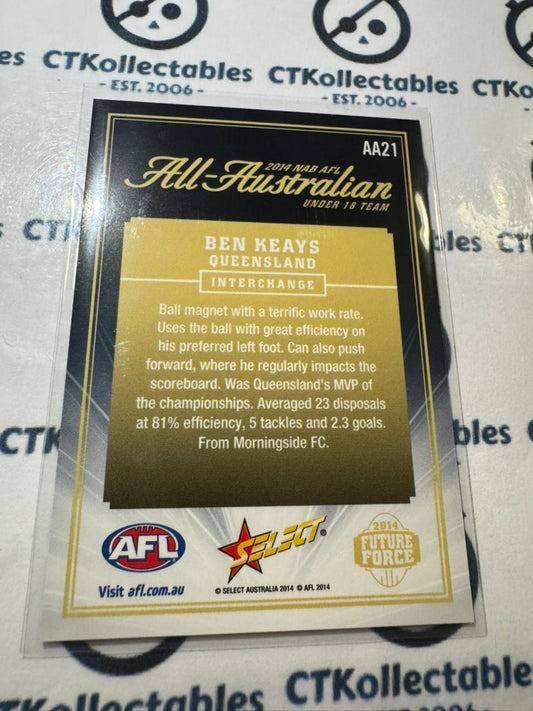 CTKollectables
CTKollectables
- EST. 2006 -
- EST. 2006 -
AA21
2014 NAB AFL
All-Australian
UNDER 18 TEAM
BEN KEAYS
QUEENSLAND
INTERCHANGE
Ball magnet with a terrific work rate.
Uses the ball with great efficiency on
his preferred left foot. Can also push
forward, where he regularly impacts the
scoreboard. Was Queensland's MVP of
the championships. Averaged 23 disposals
at 81% efficiency, 5 tackles and 2.3 goals.
From Morningside FC.
AFL
SELECT®
2014
FUTURE
FORCE
Visit afl.com.au
© SELECT AUSTRALIA 2014 © AFL 2014
CTKollectables